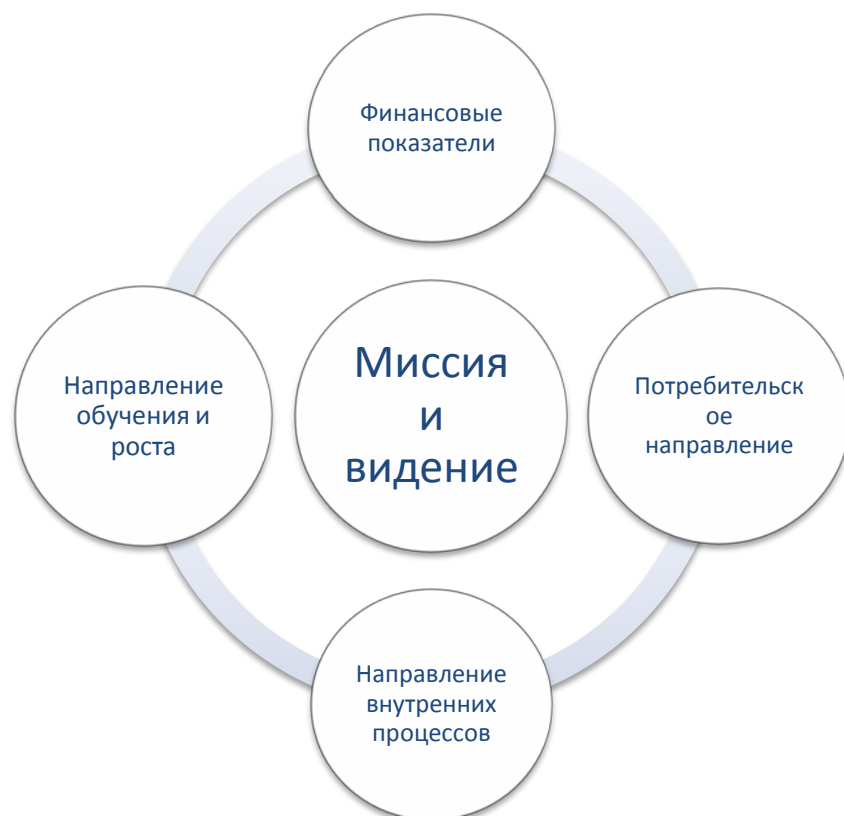 Финансовые
показатели
Направление
обучения и
роста
Миссия
и
видение
Потребительск
ое
направление
Направление
внутренних
процессов